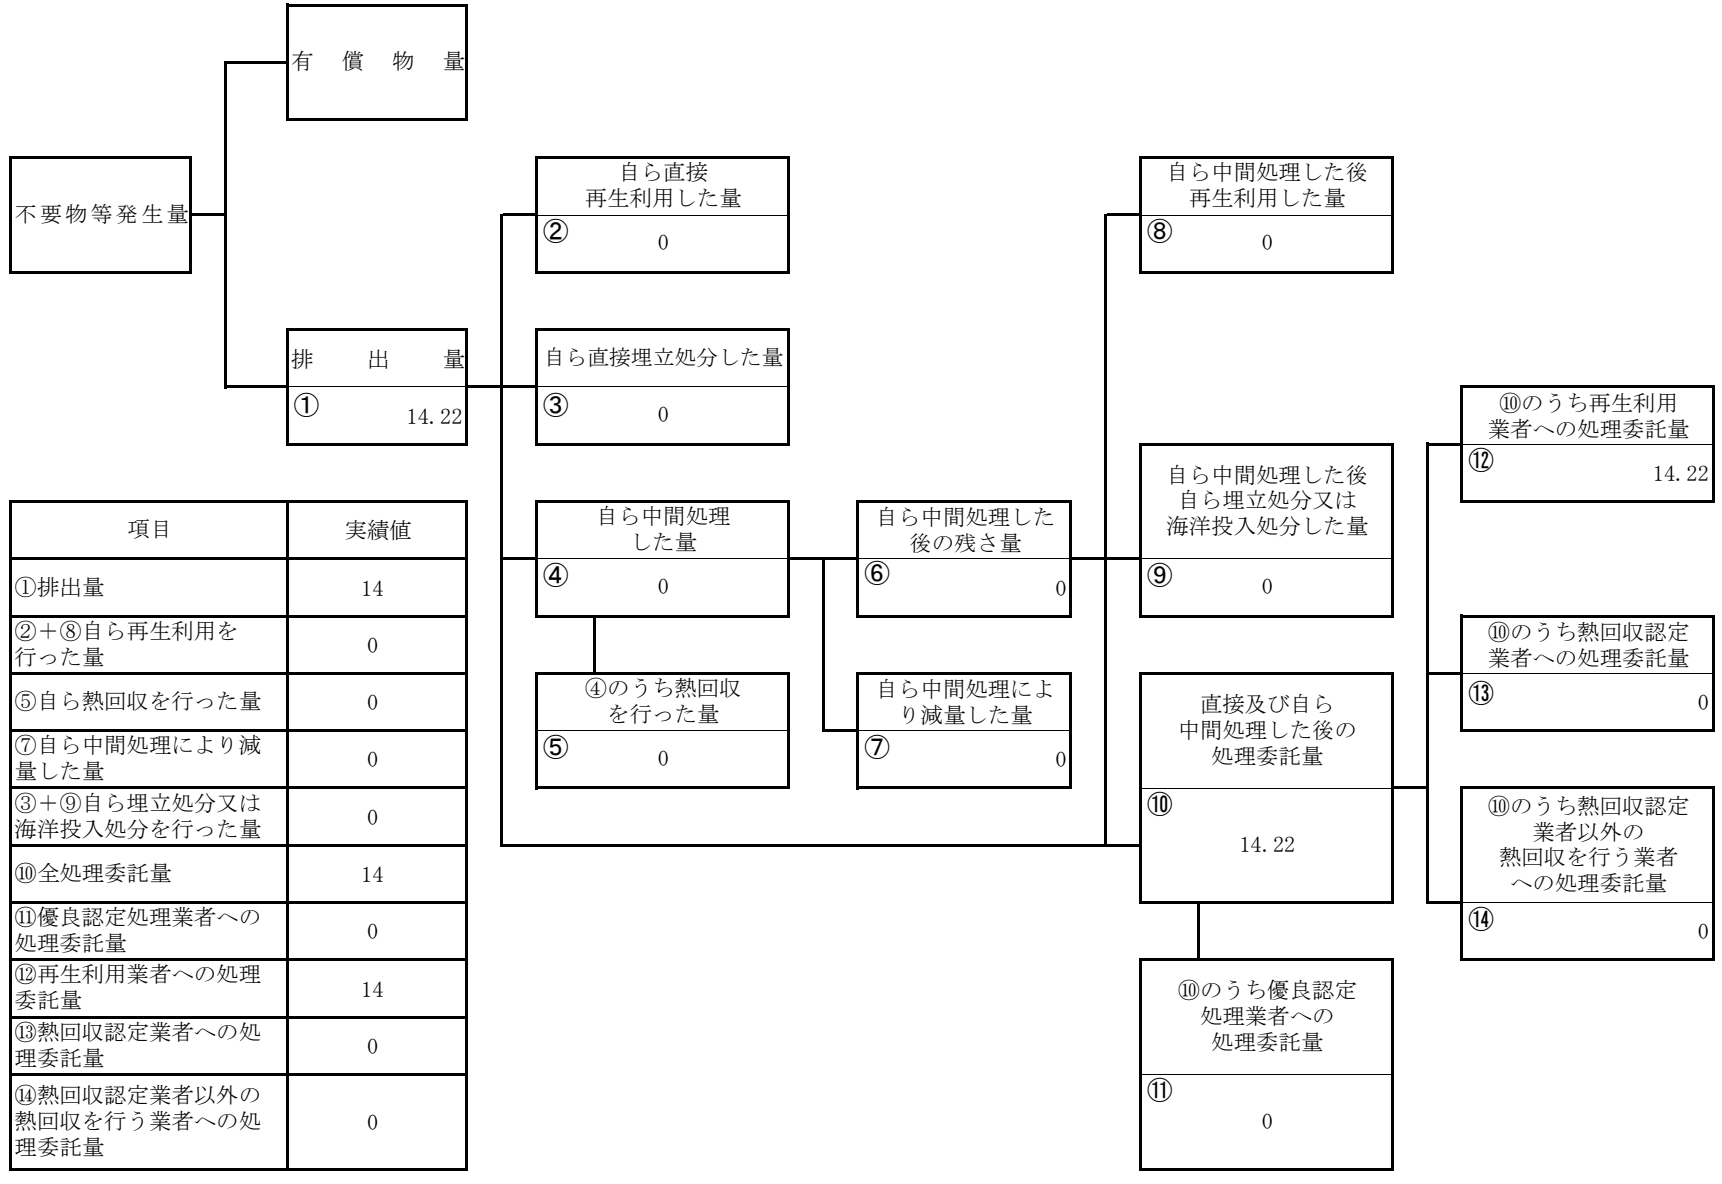 有償物量
不要物等発生量
自ら直接
再生利用した量
②
0
自ら中間処理した後
再生利用した量
⑧
0
排出量
①
14.22
自ら直接埋立処分した量
③
0
⑩のうち再生利用
業者への処理委託量
⑫
14.22
自ら中間処理
した量
④
0
自ら中間処理した
後の残さ量
⑥
0
自ら中間処理した後
自ら埋立処分又は
海洋投入処分した量
⑨
0
④のうち熱回収
を行った量
⑤
0
自ら中間処理によ
り減量した量
⑦
0
直接及び自ら
中間処理した後の
処理委託量
⑩
14.22
⑩のうち熱回収認定
業者への処理委託量
⑬
0
⑩のうち熱回収認定
業者以外の
熱回収を行う業者
への処理委託量
⑭
0
⑩のうち優良認定
処理業者への
処理委託量
⑪
0
項目 実績値
①排出量 14
②+⑧自ら再生利用を
行った量 0
⑤自ら熱回収を行った量 0
⑦自ら中間処理により減
量した量 0
③+⑨自ら埋立処分又は
海洋投入処分を行った量 0
⑩全処理委託量 14
⑪優良認定処理業者への
処理委託量 0
⑫再生利用業者への処理
委託量 14
⑬熱回収認定業者への処
理委託量 0
⑭熱回収認定業者以外の
熱回収を行う業者への処
理委託量 0